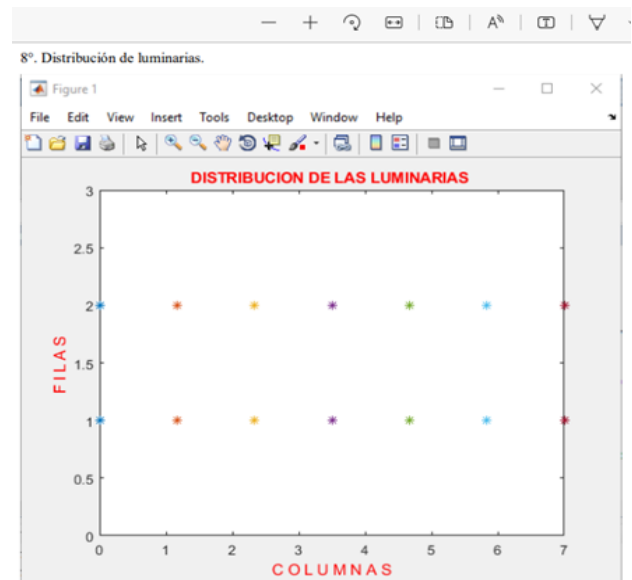 8°. Distribución de luminarias.
Figure 1
File Edit View Insert Tools Desktop Window Help
DISTRIBUCION DE LAS LUMINARIAS
3
2.5
2
1.5
1
0.5
0
FILAS
0 1 2 3 4 5 6 7
COLUMNAS